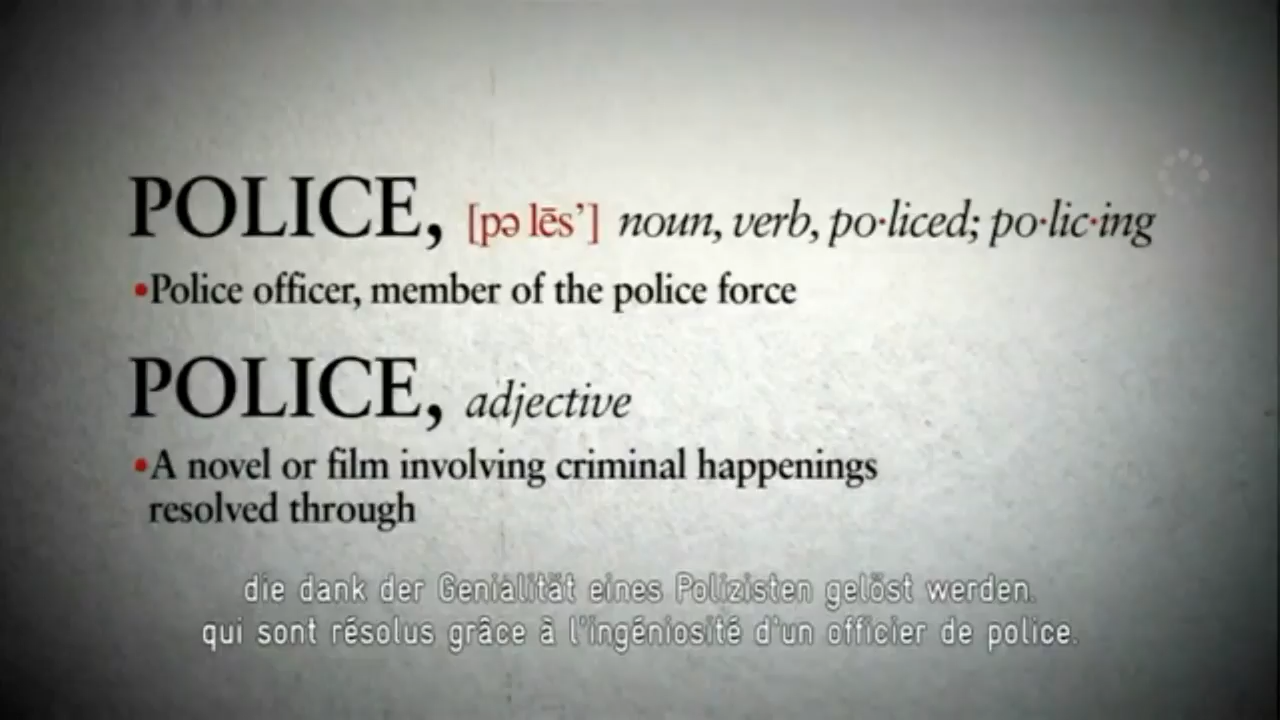 POLICE, [pə lēs’] noun, verb, po·liced; po·lic·ing
•Police officer, member of the police force
POLICE, adjective
•A novel or film involving criminal happenings
resolved through
die dank der Genialität eines Polizisten gelöst werden.
qui sont résolus grâce à l'ingéniosité d'un officier de police.